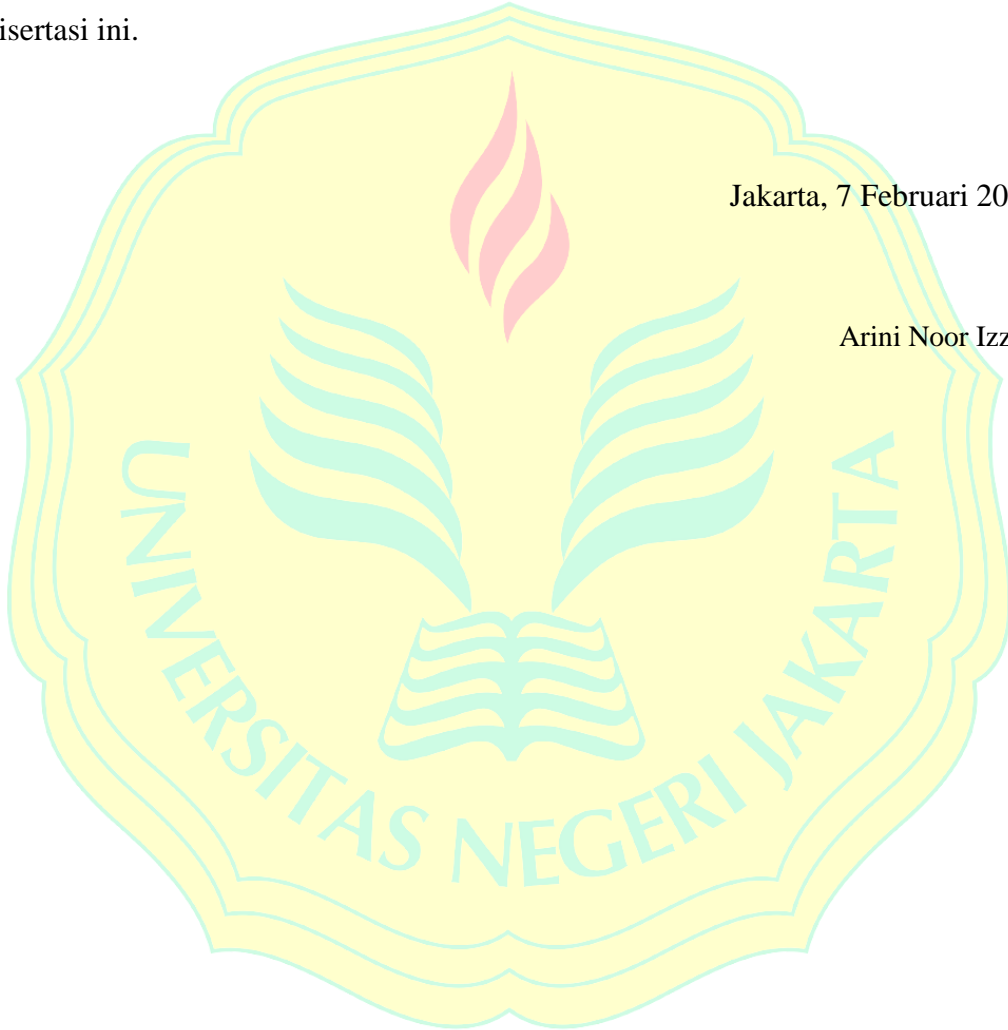 isertasi ini.
Jakarta, 7 Februari 20
Arini Noor Izz
UNIVERSITAS NEGERI JAKARTA